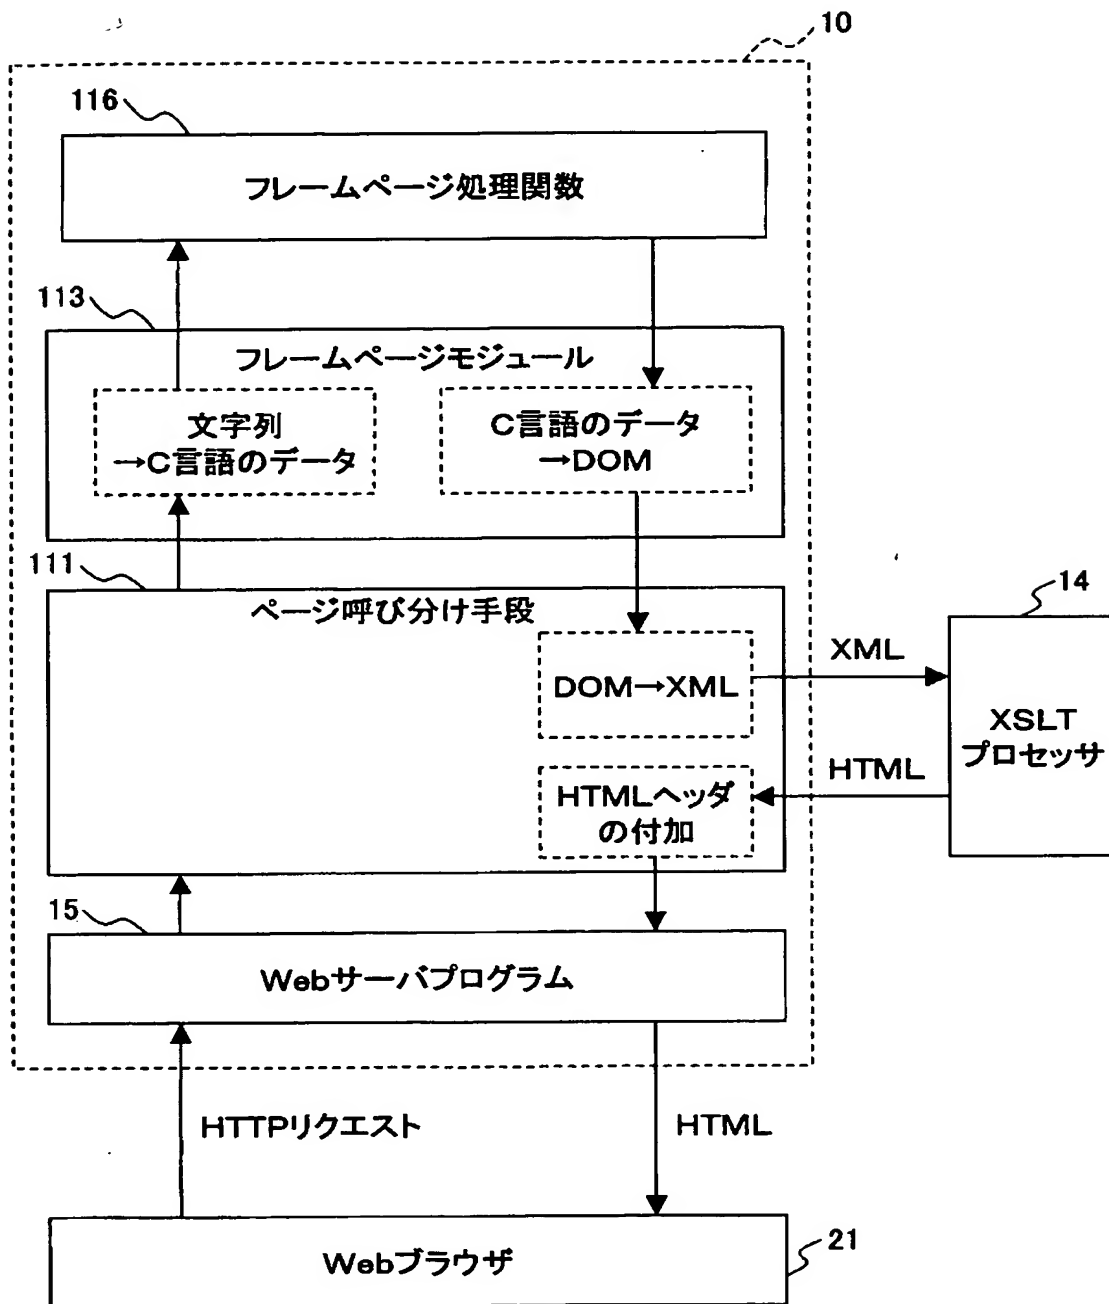 10
116
フレームページ処理関数
113
フレームページモジュール
文字列
→C言語のデータ
C言語のデータ
→DOM
111
ページ呼び分け手段
DOM→XML
XML
14
XSLT
プロセッサ
HTML
HTMLヘッダ
の付加
15
Webサーバプログラム
HTTPリクエスト
HTML
Webブラウザ
21